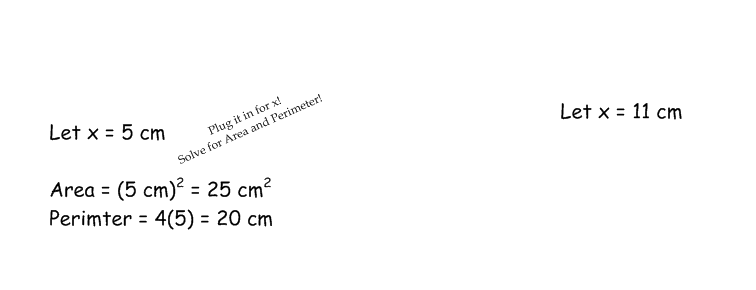 Let x = 5 cm
Plug it in for x!
Solve for Area and Perimeter!
Area = (5 cm)² = 25 cm²
Perimter = 4(5) = 20 cm
Let x = 11 cm